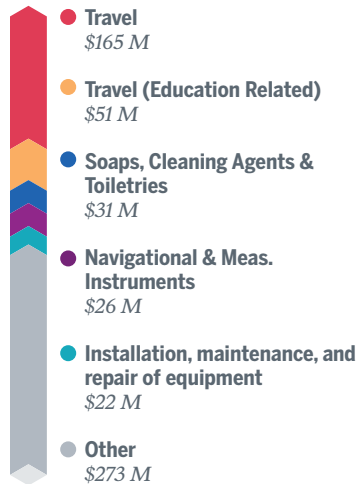 Travel
$165 M
Travel (Education Related)
$51 M
Soaps, Cleaning Agents &
Toiletries
$31 M
Navigational & Meas.
Instruments
$26 M
Installation, maintenance, and
repair of equipment
$22 M
Other
$273 M